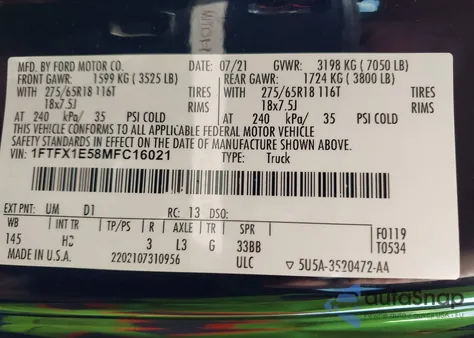 MFD. BY FORD MOTOR CO. DATE: 07/21 GVWR: 3198 KG (7050 LB)
FRONT GAWR: 1599 KG (3525 LB) REAR GAWR: 1724 KG (3800 LB)
WITH 275/65R18 116T TIRES WITH 275/65R18 116T TIRES
18x7.5J RIMS 18x7.5J RIMS
AT 240 kPa/ 35 PSI COLD AT 240 kPa/ 35 PSI COLD
THIS VEHICLE CONFORMS TO ALL APPLICABLE FEDERAL MOTOR VEHICLE
SAFETY STANDARDS IN EFFECT ON THE DATE OF MANUFACTURE SHOWN ABOVE.
VIN: 1FTFX1E58MFC16021 TYPE: Truck
EXT PNT: UM D1 RC: 13 DSO:
WB INT TR TP/PS R AXLE TR SPR F0119
145 3 L3 G 33BB T0534
MADE IN U.S.A. 2202107310956 ULC 5U5A-3520472-AA
autoSnap